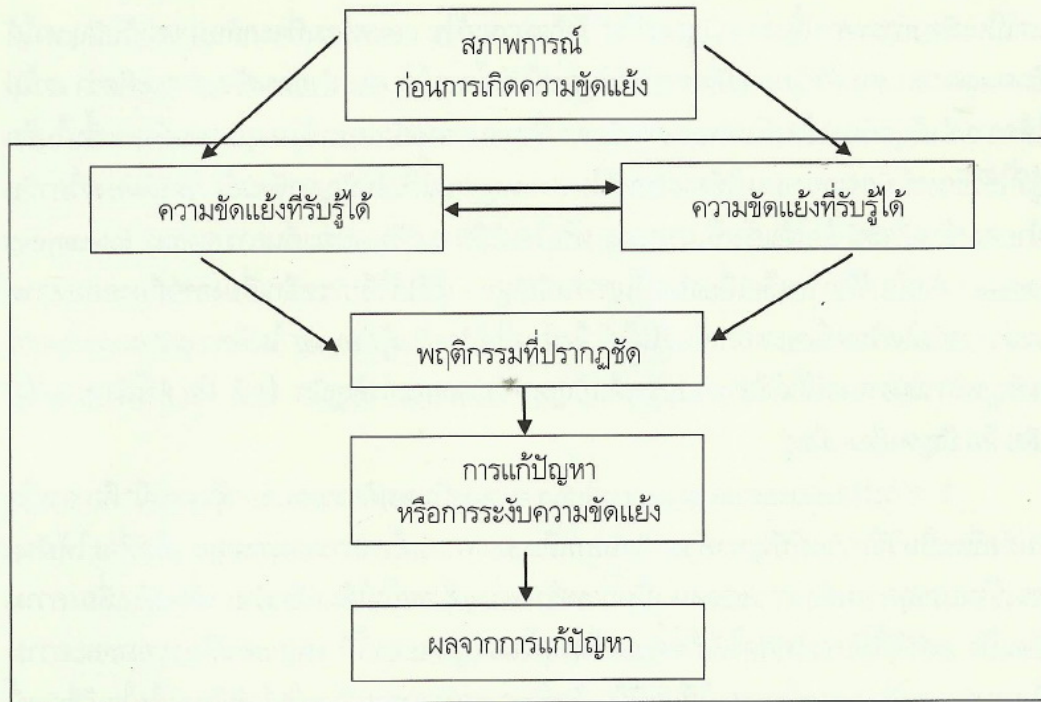 สภาพการณ์
ก่อนการเกิดความขัดแย้ง
ความขัดแย้งที่รับรู้ได้
ความขัดแย้งที่รับรู้ได้
พฤติกรรมที่ปรากฏชัด
การแก้ปัญหา
หรือการระงับความขัดแย้ง
ผลจากการแก้ปัญหา